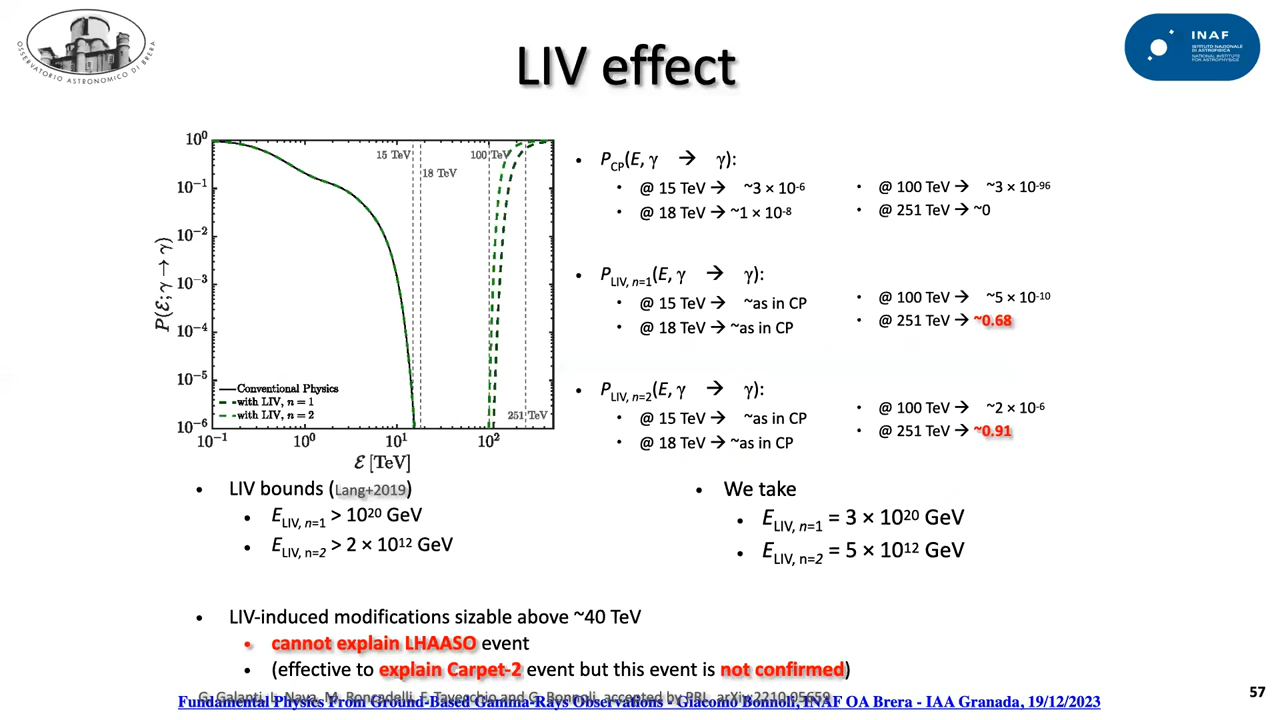 OSSERVATORIO ASTRONOMICO DI BRERA
INAF
ISTITUTO NAZIONALE
DI ASTROFISICA
NATIONAL INSTITUTE
FOR ASTROPHYSICS
LIV effect
10⁰
10⁻¹
10⁻²
10⁻³
10⁻⁴
10⁻⁵
10⁻⁶
P(ℰ; γ → γ)
15 TeV
18 TeV
100 TeV
251 TeV
Conventional Physics
with LIV, n = 1
with LIV, n = 2
10⁻¹ 10⁰ 10¹ 10²
ℰ [TeV]
• P_CP(E, γ → γ):
• @ 15 TeV → ~3 × 10⁻⁶
• @ 18 TeV → ~1 × 10⁻⁸
• @ 100 TeV → ~3 × 10⁻⁹⁶
• @ 251 TeV → ~0
• P_LIV, n=1(E, γ → γ):
• @ 15 TeV → ~as in CP
• @ 18 TeV → ~as in CP
• @ 100 TeV → ~5 × 10⁻¹⁰
• @ 251 TeV → ~0.68
• P_LIV, n=2(E, γ → γ):
• @ 15 TeV → ~as in CP
• @ 18 TeV → ~as in CP
• @ 100 TeV → ~2 × 10⁻⁶
• @ 251 TeV → ~0.91
• LIV bounds (Lang+2019)
• E_LIV, n=1 > 10²⁰ GeV
• E_LIV, n=2 > 2 × 10¹² GeV
• We take
• E_LIV, n=1 = 3 × 10²⁰ GeV
• E_LIV, n=2 = 5 × 10¹² GeV
• LIV-induced modifications sizable above ~40 TeV
• cannot explain LHAASO event
• (effective to explain Carpet-2 event but this event is not confirmed)
G. Galanti, L. Nava, M. Roncadelli, F. Tavecchio and G. Bonnoli, accepted by PRL, arXiv:2210.05659
Fundamental Physics From Ground-Based Gamma-Rays Observations - Giacomo Bonnoli, INAF OA Brera - IAA Granada, 19/12/2023
57